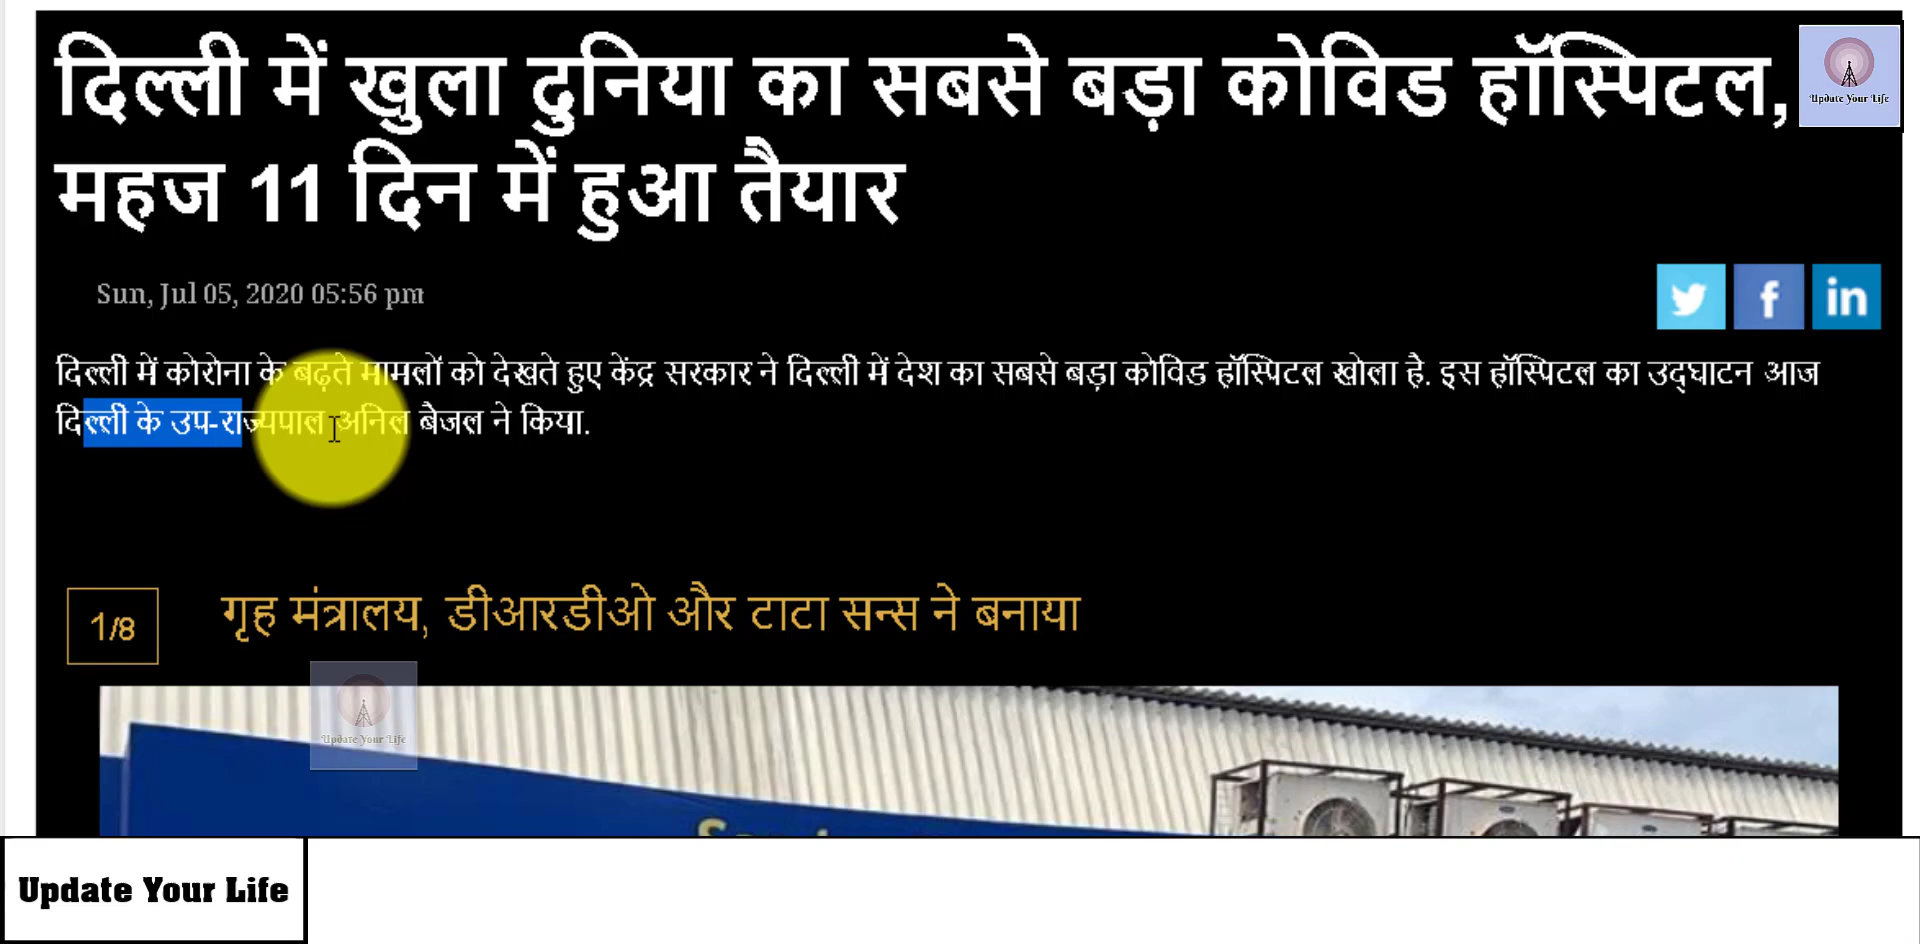 दिल्ली में खुला दुनिया का सबसे बड़ा कोविड हॉस्पिटल,
महज 11 दिन में हुआ तैयार
Update Your Life
Sun, Jul 05, 2020 05:56 pm
f
in
दिल्ली में कोरोना के बढ़ते मामलों को देखते हुए केंद्र सरकार ने दिल्ली में देश का सबसे बड़ा कोविड हॉस्पिटल खोला है. इस हॉस्पिटल का उद्घाटन आज
दिल्ली के उप-राज्यपाल अनिल बैजल ने किया.
1/8
गृह मंत्रालय, डीआरडीओ और टाटा सन्स ने बनाया
Update Your Life
Update Your Life